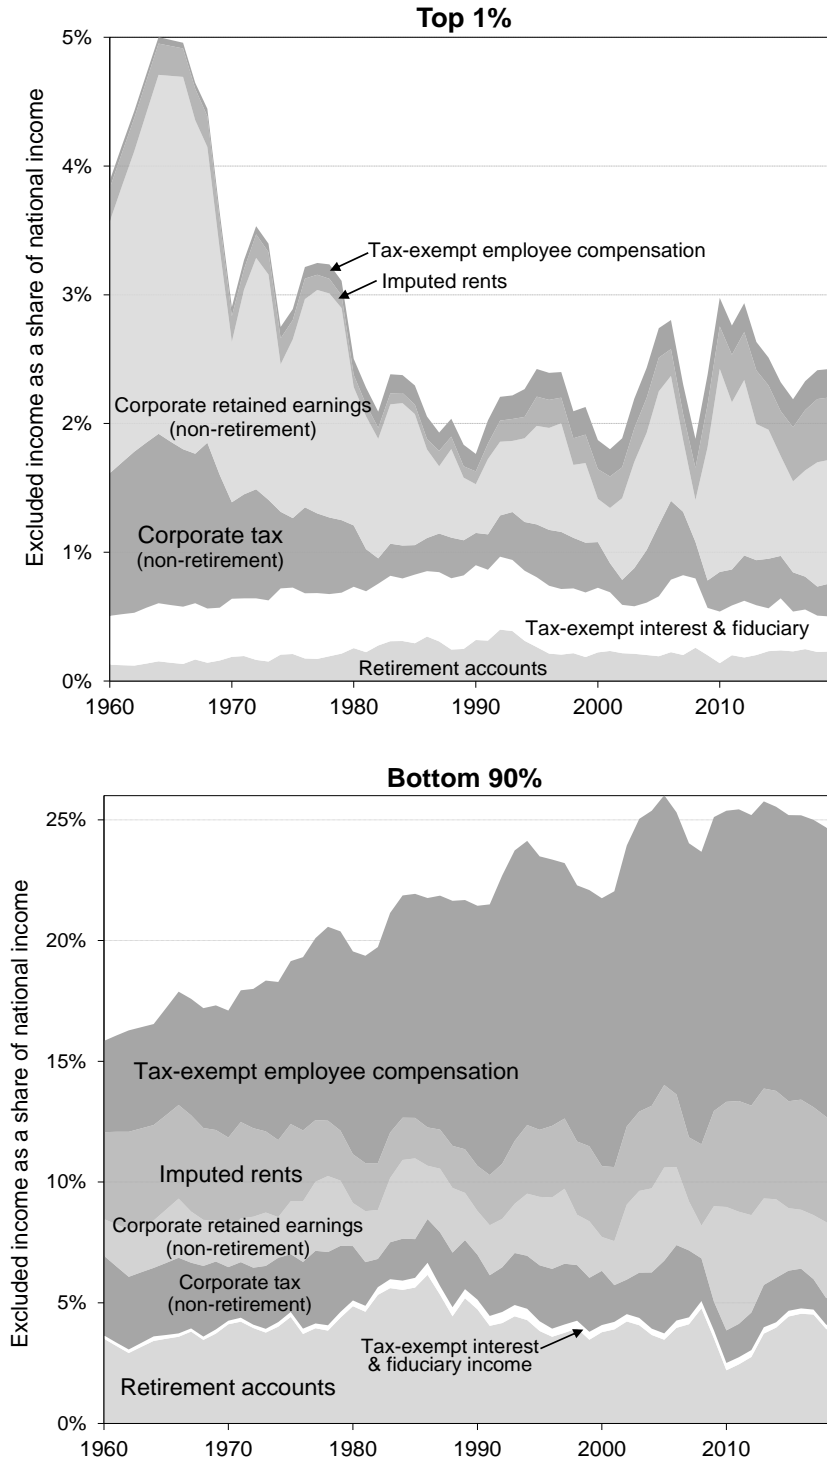 Top 1%
Excluded income as a share of national income
5%
4%
3%
2%
1%
0%
Tax-exempt employee compensation
Imputed rents
Corporate retained earnings
(non-retirement)
Corporate tax
(non-retirement)
Tax-exempt interest & fiduciary
Retirement accounts
1960 1970 1980 1990 2000 2010
Bottom 90%
Excluded income as a share of national income
25%
20%
15%
10%
5%
0%
Tax-exempt employee compensation
Imputed rents
Corporate retained earnings
(non-retirement)
Corporate tax
(non-retirement)
Tax-exempt interest
& fiduciary income
Retirement accounts
1960 1970 1980 1990 2000 2010